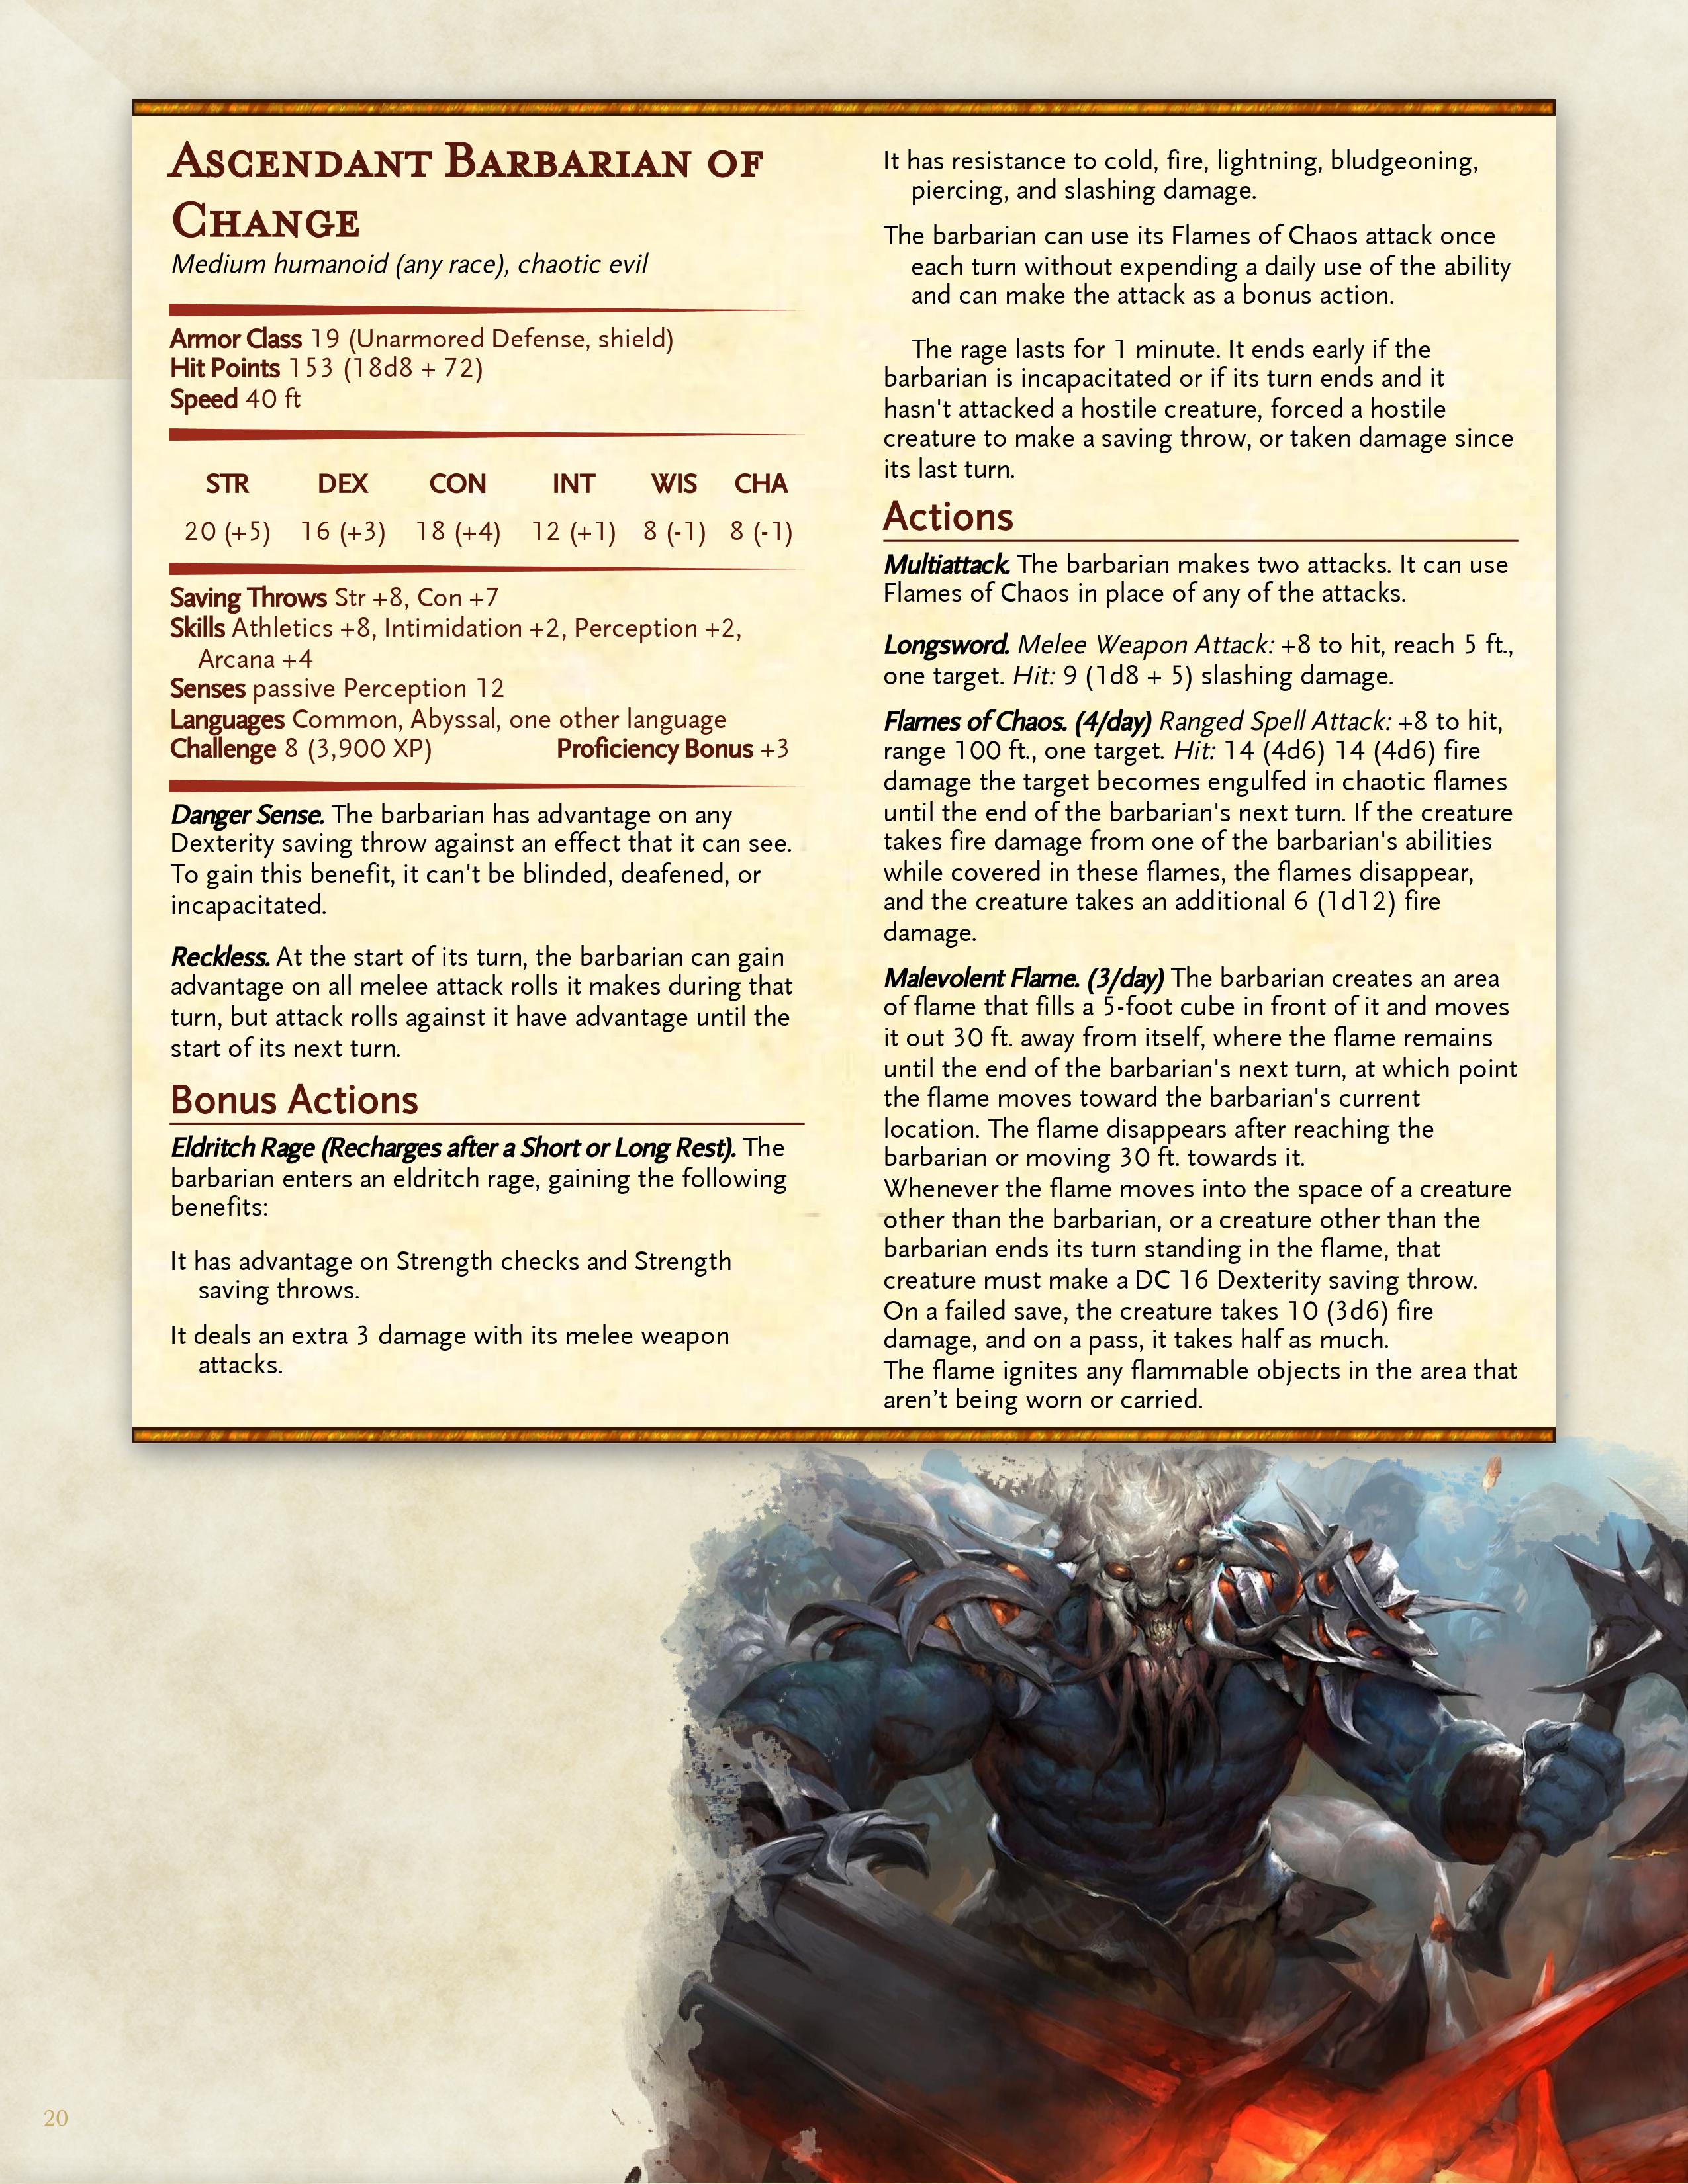 Ascendant Barbarian of
Change
Medium humanoid (any race), chaotic evil
Armor Class 19 (Unarmored Defense, shield)
Hit Points 153 (18d8 + 72)
Speed 40 ft
STR DEX CON INT WIS CHA
20 (+5) 16 (+3) 18 (+4) 12 (+1) 8 (-1) 8 (-1)
Saving Throws Str +8, Con +7
Skills Athletics +8, Intimidation +2, Perception +2,
Arcana +4
Senses passive Perception 12
Languages Common, Abyssal, one other language
Challenge 8 (3,900 XP) Proficiency Bonus +3
Danger Sense. The barbarian has advantage on any
Dexterity saving throw against an effect that it can see.
To gain this benefit, it can't be blinded, deafened, or
incapacitated.
Reckless. At the start of its turn, the barbarian can gain
advantage on all melee attack rolls it makes during that
turn, but attack rolls against it have advantage until the
start of its next turn.
Bonus Actions
Eldritch Rage (Recharges after a Short or Long Rest). The
barbarian enters an eldritch rage, gaining the following
benefits:
It has advantage on Strength checks and Strength
saving throws.
It deals an extra 3 damage with its melee weapon
attacks.
It has resistance to cold, fire, lightning, bludgeoning,
piercing, and slashing damage.
The barbarian can use its Flames of Chaos attack once
each turn without expending a daily use of the ability
and can make the attack as a bonus action.
The rage lasts for 1 minute. It ends early if the
barbarian is incapacitated or if its turn ends and it
hasn't attacked a hostile creature, forced a hostile
creature to make a saving throw, or taken damage since
its last turn.
Actions
Multiattack. The barbarian makes two attacks. It can use
Flames of Chaos in place of any of the attacks.
Longsword. Melee Weapon Attack: +8 to hit, reach 5 ft.,
one target. Hit: 9 (1d8 + 5) slashing damage.
Flames of Chaos. (4/day) Ranged Spell Attack: +8 to hit,
range 100 ft., one target. Hit: 14 (4d6) 14 (4d6) fire
damage the target becomes engulfed in chaotic flames
until the end of the barbarian's next turn. If the creature
takes fire damage from one of the barbarian's abilities
while covered in these flames, the flames disappear,
and the creature takes an additional 6 (1d12) fire
damage.
Malevolent Flame. (3/day) The barbarian creates an area
of flame that fills a 5-foot cube in front of it and moves
it out 30 ft. away from itself, where the flame remains
until the end of the barbarian's next turn, at which point
the flame moves toward the barbarian's current
location. The flame disappears after reaching the
barbarian or moving 30 ft. towards it.
Whenever the flame moves into the space of a creature
other than the barbarian, or a creature other than the
barbarian ends its turn standing in the flame, that
creature must make a DC 16 Dexterity saving throw.
On a failed save, the creature takes 10 (3d6) fire
damage, and on a pass, it takes half as much.
The flame ignites any flammable objects in the area that
aren’t being worn or carried.
20